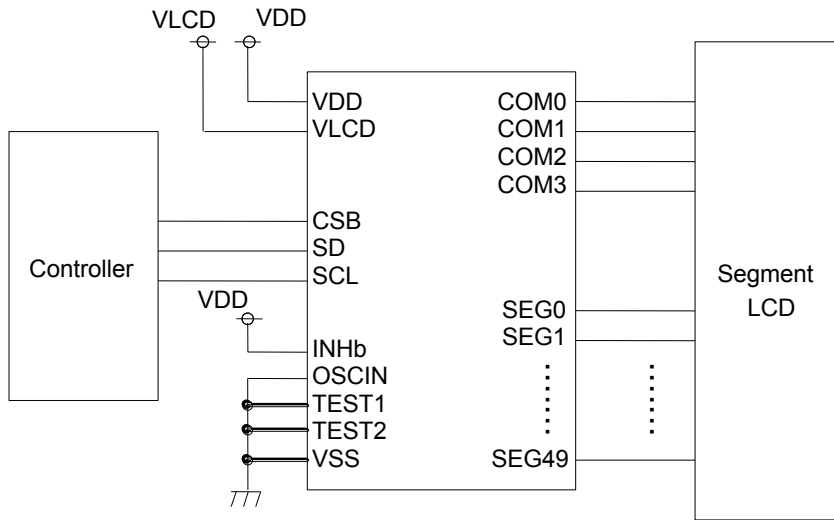 VLCD
VDD
VDD
VLCD
CSB
SD
SCL
VDD
INHb
OSCIN
TEST1
TEST2
VSS
COM0
COM1
COM2
COM3
SEG0
SEG1
SEG49
Controller
Segment
LCD